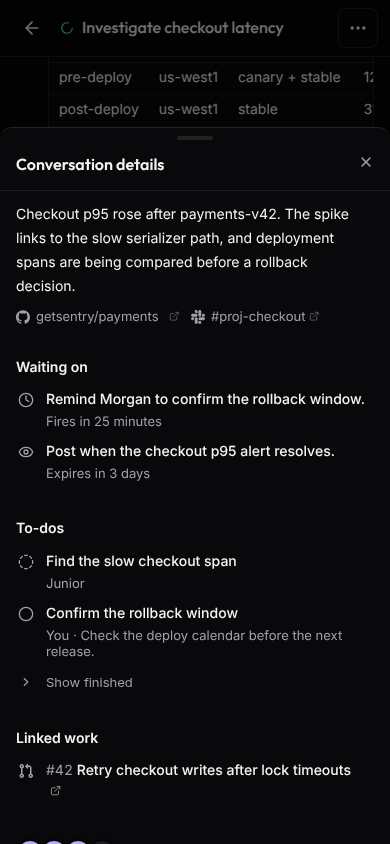 Investigate checkout latency
pre-deploy us-west1 canary + stable
post-deploy us-west1 stable
Conversation details
Checkout p95 rose after payments-v42. The spike
links to the slow serializer path, and deployment
spans are being compared before a rollback
decision.
getsentry/payments #proj-checkout
Waiting on
Remind Morgan to confirm the rollback window.
Fires in 25 minutes
Post when the checkout p95 alert resolves.
Expires in 3 days
To-dos
Find the slow checkout span
Junior
Confirm the rollback window
You · Check the deploy calendar before the next
release.
Show finished
Linked work
#42 Retry checkout writes after lock timeouts